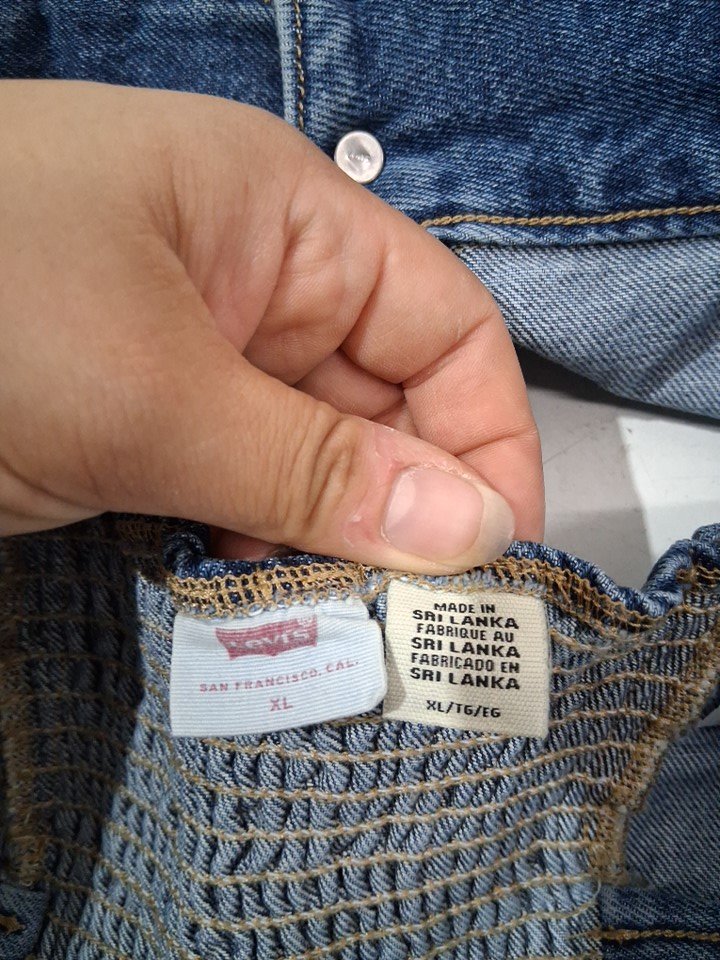 Levi's
SAN FRANCISCO, CAL.
XL
MADE IN
SRI LANKA
FABRIQUE AU
SRI LANKA
FABRICADO EN
SRI LANKA
XL/TG/EG